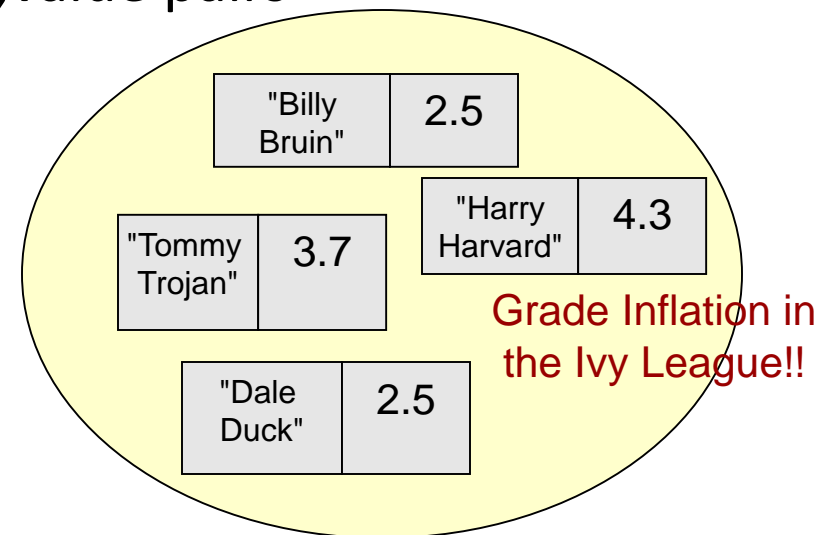 pairs
"Billy
Bruin"
2.5
"Harry
Harvard"
4.3
"Tommy
Trojan"
3.7
Grade Inflation in
the Ivy League!!
"Dale
Duck"
2.5